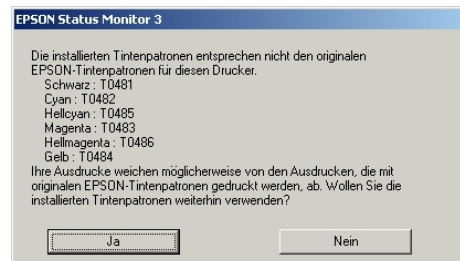 EPSON Status Monitor 3
Die installierten Tintenpatronen entsprechen nicht den originalen
EPSON-Tintenpatronen für diesen Drucker.
Schwarz : T0481
Cyan : T0482
Hellcyan : T0485
Magenta : T0483
Hellmagenta : T0486
Gelb : T0484
Ihre Ausdrucke weichen möglicherweise von den Ausdrucken, die mit
originalen EPSON-Tintenpatronen gedruckt werden, ab. Wollen Sie die
installierten Tintenpatronen weiterhin verwenden?
Ja Nein